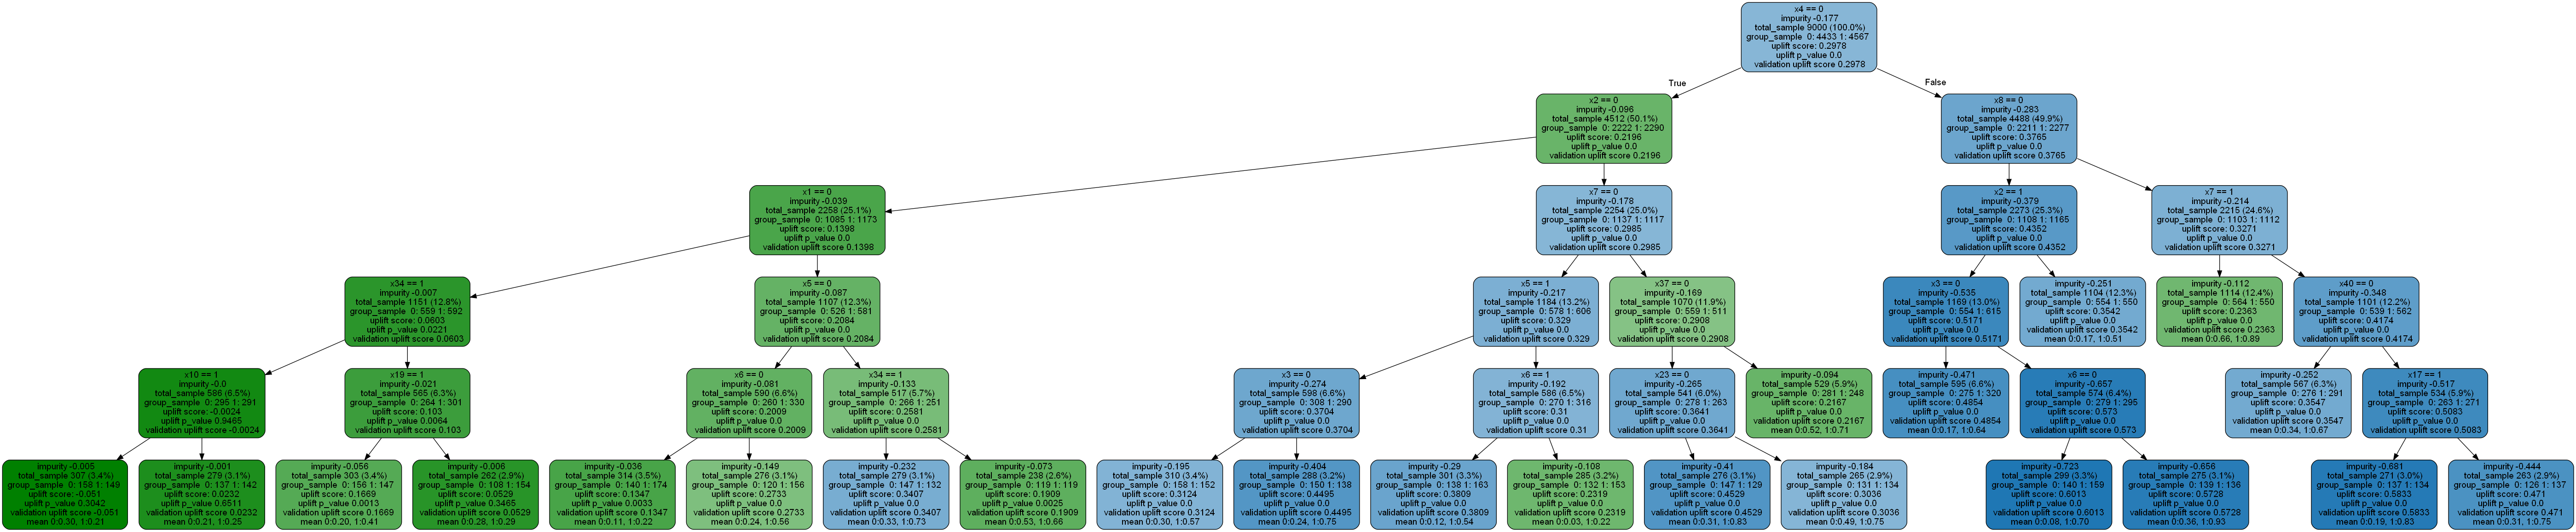 x4 == 0
impurity -0.177
total_sample 9000 (100.0%)
group_sample 0: 4433 1: 4567
uplift score: 0.2978
uplift p_value 0.0
validation uplift score 0.2978
True
False
x2 == 0
impurity -0.096
total_sample 4512 (50.1%)
group_sample 0: 2222 1: 2290
uplift score: 0.2196
uplift p_value 0.0
validation uplift score 0.2196
x8 == 0
impurity -0.283
total_sample 4488 (49.9%)
group_sample 0: 2211 1: 2277
uplift score: 0.3765
uplift p_value 0.0
validation uplift score 0.3765
x1 == 0
impurity -0.039
total_sample 2258 (25.1%)
group_sample 0: 1085 1: 1173
uplift score: 0.1398
uplift p_value 0.0
validation uplift score 0.1398
x7 == 0
impurity -0.178
total_sample 2254 (25.0%)
group_sample 0: 1137 1: 1117
uplift score: 0.2985
uplift p_value 0.0
validation uplift score 0.2985
x2 == 1
impurity -0.379
total_sample 2273 (25.3%)
group_sample 0: 1108 1: 1165
uplift score: 0.4352
uplift p_value 0.0
validation uplift score 0.4352
x7 == 1
impurity -0.214
total_sample 2215 (24.6%)
group_sample 0: 1103 1: 1112
uplift score: 0.3271
uplift p_value 0.0
validation uplift score 0.3271
x34 == 1
impurity -0.007
total_sample 1151 (12.8%)
group_sample 0: 559 1: 592
uplift score: 0.0603
uplift p_value 0.0221
validation uplift score 0.0603
x5 == 0
impurity -0.087
total_sample 1107 (12.3%)
group_sample 0: 526 1: 581
uplift score: 0.2084
uplift p_value 0.0
validation uplift score 0.2084
x5 == 1
impurity -0.217
total_sample 1184 (13.2%)
group_sample 0: 578 1: 606
uplift score: 0.329
uplift p_value 0.0
validation uplift score 0.329
x37 == 0
impurity -0.169
total_sample 1070 (11.9%)
group_sample 0: 559 1: 511
uplift score: 0.2908
uplift p_value 0.0
validation uplift score 0.2908
x3 == 0
impurity -0.535
total_sample 1169 (13.0%)
group_sample 0: 554 1: 615
uplift score: 0.5171
uplift p_value 0.0
validation uplift score 0.5171
impurity -0.251
total_sample 1104 (12.3%)
group_sample 0: 554 1: 550
uplift score: 0.3542
uplift p_value 0.0
validation uplift score 0.3542
mean 0:0.17, 1:0.51
impurity -0.112
total_sample 1114 (12.4%)
group_sample 0: 564 1: 550
uplift score: 0.2363
uplift p_value 0.0
validation uplift score 0.2363
mean 0:0.66, 1:0.89
x40 == 0
impurity -0.348
total_sample 1101 (12.2%)
group_sample 0: 539 1: 562
uplift score: 0.4174
uplift p_value 0.0
validation uplift score 0.4174
x10 == 1
impurity -0.0
total_sample 586 (6.5%)
group_sample 0: 295 1: 291
uplift score: -0.0024
uplift p_value 0.9465
validation uplift score -0.0024
x19 == 1
impurity -0.021
total_sample 565 (6.3%)
group_sample 0: 264 1: 301
uplift score: 0.103
uplift p_value 0.0064
validation uplift score 0.103
x6 == 0
impurity -0.081
total_sample 590 (6.6%)
group_sample 0: 260 1: 330
uplift score: 0.2009
uplift p_value 0.0
validation uplift score 0.2009
x34 == 1
impurity -0.133
total_sample 517 (5.7%)
group_sample 0: 266 1: 251
uplift score: 0.2581
uplift p_value 0.0
validation uplift score 0.2581
x3 == 0
impurity -0.274
total_sample 598 (6.6%)
group_sample 0: 308 1: 290
uplift score: 0.3704
uplift p_value 0.0
validation uplift score 0.3704
x6 == 1
impurity -0.192
total_sample 586 (6.5%)
group_sample 0: 270 1: 316
uplift score: 0.31
uplift p_value 0.0
validation uplift score 0.31
x23 == 0
impurity -0.265
total_sample 541 (6.0%)
group_sample 0: 278 1: 263
uplift score: 0.3641
uplift p_value 0.0
validation uplift score 0.3641
impurity -0.094
total_sample 529 (5.9%)
group_sample 0: 281 1: 248
uplift score: 0.2167
uplift p_value 0.0
validation uplift score 0.2167
mean 0:0.52, 1:0.71
impurity -0.471
total_sample 595 (6.6%)
group_sample 0: 275 1: 320
uplift score: 0.4854
uplift p_value 0.0
validation uplift score 0.4854
mean 0:0.17, 1:0.64
x6 == 0
impurity -0.657
total_sample 574 (6.4%)
group_sample 0: 279 1: 295
uplift score: 0.573
uplift p_value 0.0
validation uplift score 0.573
impurity -0.252
total_sample 567 (6.3%)
group_sample 0: 276 1: 291
uplift score: 0.3547
uplift p_value 0.0
validation uplift score 0.3547
mean 0:0.34, 1:0.67
x17 == 1
impurity -0.517
total_sample 534 (5.9%)
group_sample 0: 263 1: 271
uplift score: 0.5083
uplift p_value 0.0
validation uplift score 0.5083
impurity -0.005
total_sample 307 (3.4%)
group_sample 0: 158 1: 149
uplift score: -0.051
uplift p_value 0.3042
validation uplift score -0.051
mean 0:0.30, 1:0.21
impurity -0.001
total_sample 279 (3.1%)
group_sample 0: 137 1: 142
uplift score: 0.0232
uplift p_value 0.6511
validation uplift score 0.0232
mean 0:0.21, 1:0.25
impurity -0.056
total_sample 303 (3.4%)
group_sample 0: 156 1: 147
uplift score: 0.1669
uplift p_value 0.0013
validation uplift score 0.1669
mean 0:0.20, 1:0.41
impurity -0.006
total_sample 262 (2.9%)
group_sample 0: 108 1: 154
uplift score: 0.0529
uplift p_value 0.3465
validation uplift score 0.0529
mean 0:0.28, 1:0.29
impurity -0.036
total_sample 314 (3.5%)
group_sample 0: 140 1: 174
uplift score: 0.1347
uplift p_value 0.0033
validation uplift score 0.1347
mean 0:0.11, 1:0.22
impurity -0.149
total_sample 276 (3.1%)
group_sample 0: 120 1: 156
uplift score: 0.2733
uplift p_value 0.0
validation uplift score 0.2733
mean 0:0.24, 1:0.56
impurity -0.232
total_sample 279 (3.1%)
group_sample 0: 147 1: 132
uplift score: 0.3407
uplift p_value 0.0
validation uplift score 0.3407
mean 0:0.33, 1:0.73
impurity -0.073
total_sample 238 (2.6%)
group_sample 0: 119 1: 119
uplift score: 0.1909
uplift p_value 0.0025
validation uplift score 0.1909
mean 0:0.53, 1:0.66
impurity -0.195
total_sample 310 (3.4%)
group_sample 0: 158 1: 152
uplift score: 0.3124
uplift p_value 0.0
validation uplift score 0.3124
mean 0:0.30, 1:0.57
impurity -0.404
total_sample 288 (3.2%)
group_sample 0: 150 1: 138
uplift score: 0.4495
uplift p_value 0.0
validation uplift score 0.4495
mean 0:0.24, 1:0.75
impurity -0.29
total_sample 301 (3.3%)
group_sample 0: 138 1: 163
uplift score: 0.3809
uplift p_value 0.0
validation uplift score 0.3809
mean 0:0.12, 1:0.54
impurity -0.108
total_sample 285 (3.2%)
group_sample 0: 132 1: 153
uplift score: 0.2319
uplift p_value 0.0
validation uplift score 0.2319
mean 0:0.03, 1:0.22
impurity -0.41
total_sample 276 (3.1%)
group_sample 0: 147 1: 129
uplift score: 0.4529
uplift p_value 0.0
validation uplift score 0.4529
mean 0:0.31, 1:0.83
impurity -0.184
total_sample 265 (2.9%)
group_sample 0: 131 1: 134
uplift score: 0.3036
uplift p_value 0.0
validation uplift score 0.3036
mean 0:0.49, 1:0.75
impurity -0.723
total_sample 299 (3.3%)
group_sample 0: 140 1: 159
uplift score: 0.6013
uplift p_value 0.0
validation uplift score 0.6013
mean 0:0.08, 1:0.70
impurity -0.656
total_sample 275 (3.1%)
group_sample 0: 139 1: 136
uplift score: 0.5728
uplift p_value 0.0
validation uplift score 0.5728
mean 0:0.36, 1:0.93
impurity -0.681
total_sample 271 (3.0%)
group_sample 0: 137 1: 134
uplift score: 0.5833
uplift p_value 0.0
validation uplift score 0.5833
mean 0:0.19, 1:0.83
impurity -0.444
total_sample 263 (2.9%)
group_sample 0: 126 1: 137
uplift score: 0.471
uplift p_value 0.0
validation uplift score 0.471
mean 0:0.31, 1:0.75